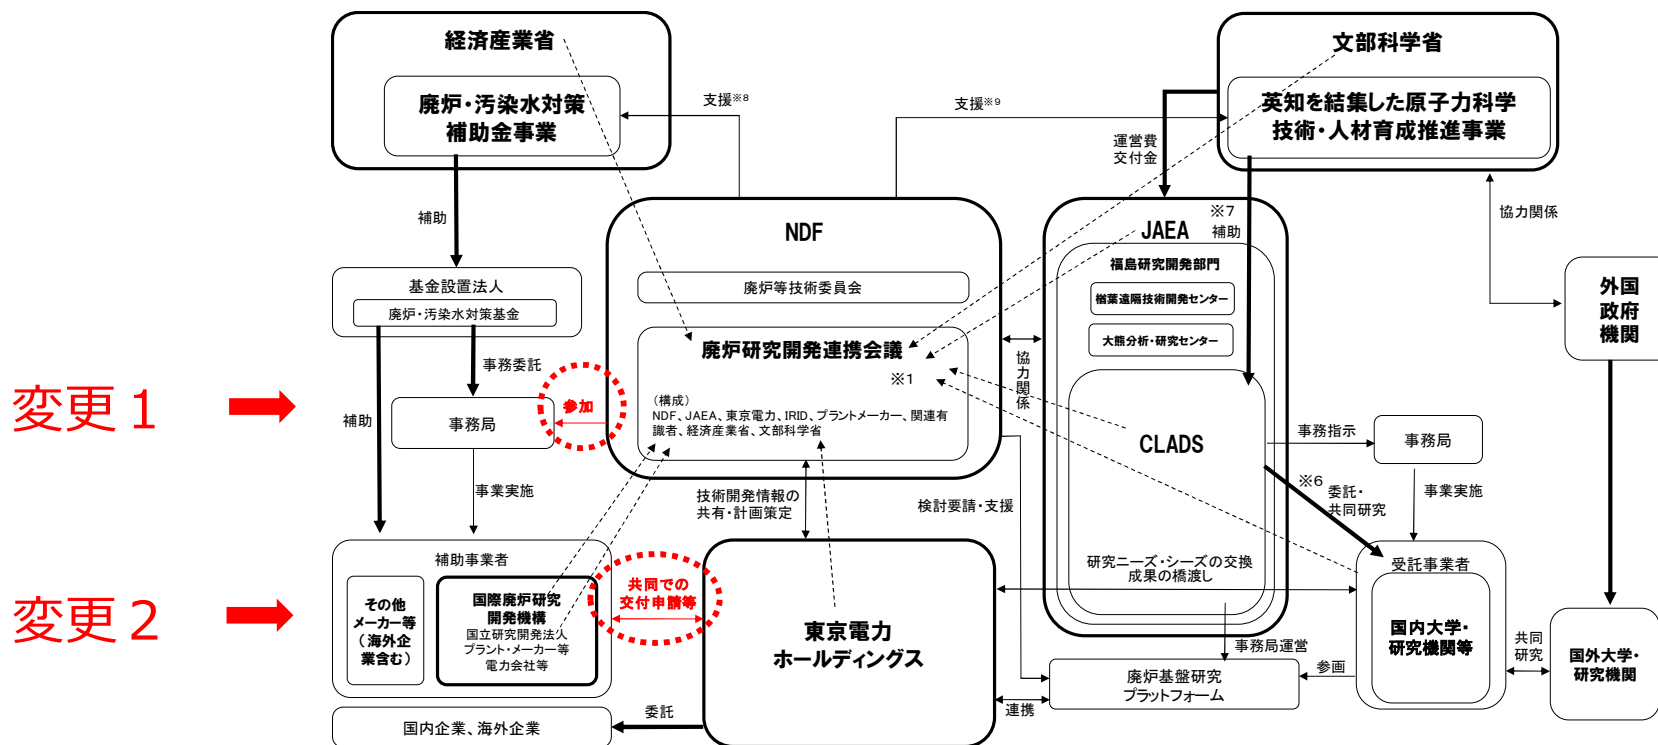 経済産業省
廃炉・汚染水対策
補助金事業
文部科学省
英知を結集した原子力科学
技術・人材育成推進事業
支援※8
支援※9
運営費
交付金
補助
NDF
廃炉等技術委員会
廃炉研究開発連携会議
※1
(構成)
NDF、JAEA、東京電力、IRID、プラントメーカー、関連有
識者、経済産業省、文部科学省
※7
JAEA
補助
福島研究開発部門
楢葉遠隔技術開発センター
大熊分析・研究センター
CLADS
協力関係
外国
政府
機関
基金設置法人
廃炉・汚染水対策基金
事務委託
変更1
補助
事務局
参加
協力関係
事務指示
事務局
事業実施
技術開発情報の
共有・計画策定
検討要請・支援
※6
委託・
共同研究
事業実施
研究ニーズ・シーズの交換
成果の橋渡し
変更2
補助事業者
その他
メーカー等
(海外企
業含む)
国際廃炉研究
開発機構
国立研究開発法人
プラント・メーカー等
電力会社等
共同での
交付申請等
東京電力
ホールディングス
受託事業者
国内大学・
研究機関等
共同
研究
国外大学・
研究機関
事務局運営
廃炉基盤研究
プラットフォーム
参画
連携
委託
国内企業、海外企業